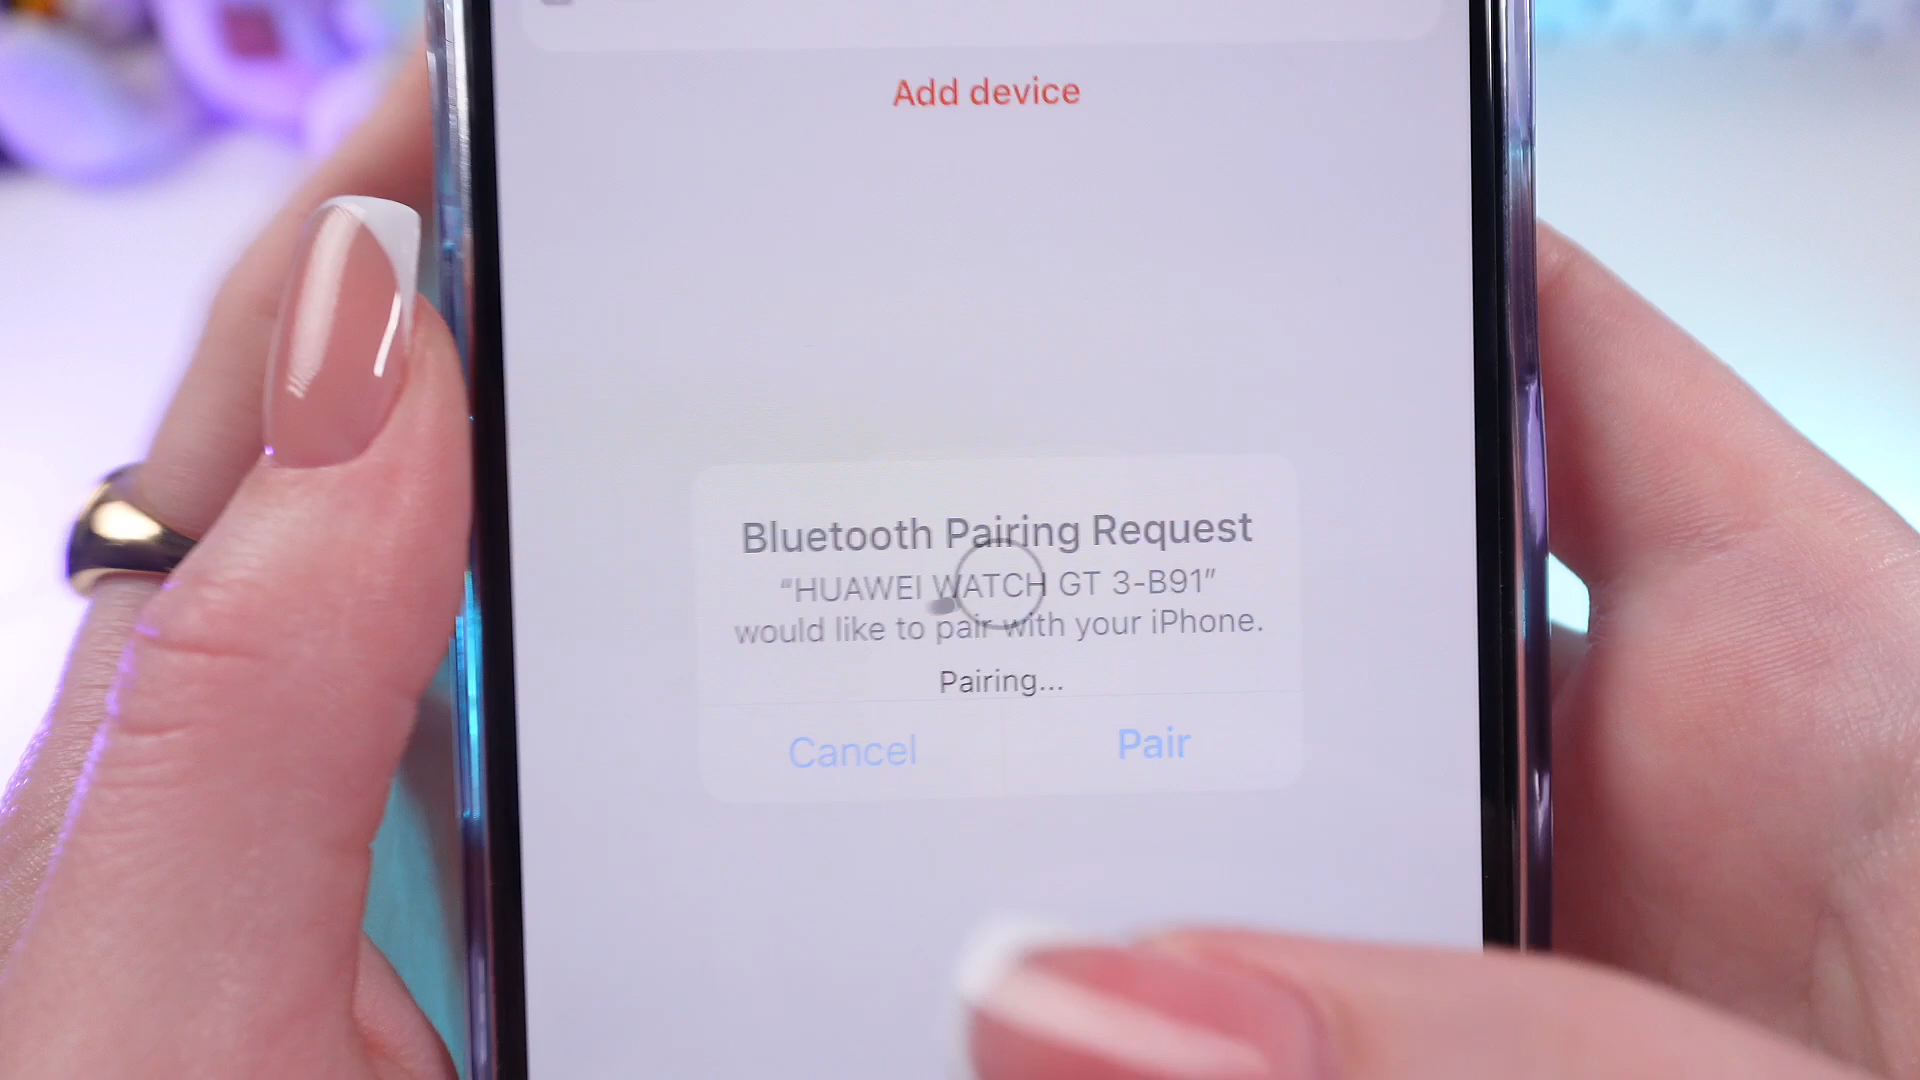 Add device
Bluetooth Pairing Request
“HUAWEI WATCH GT 3-B91”
would like to pair with your iPhone.
Pairing...
Cancel
Pair